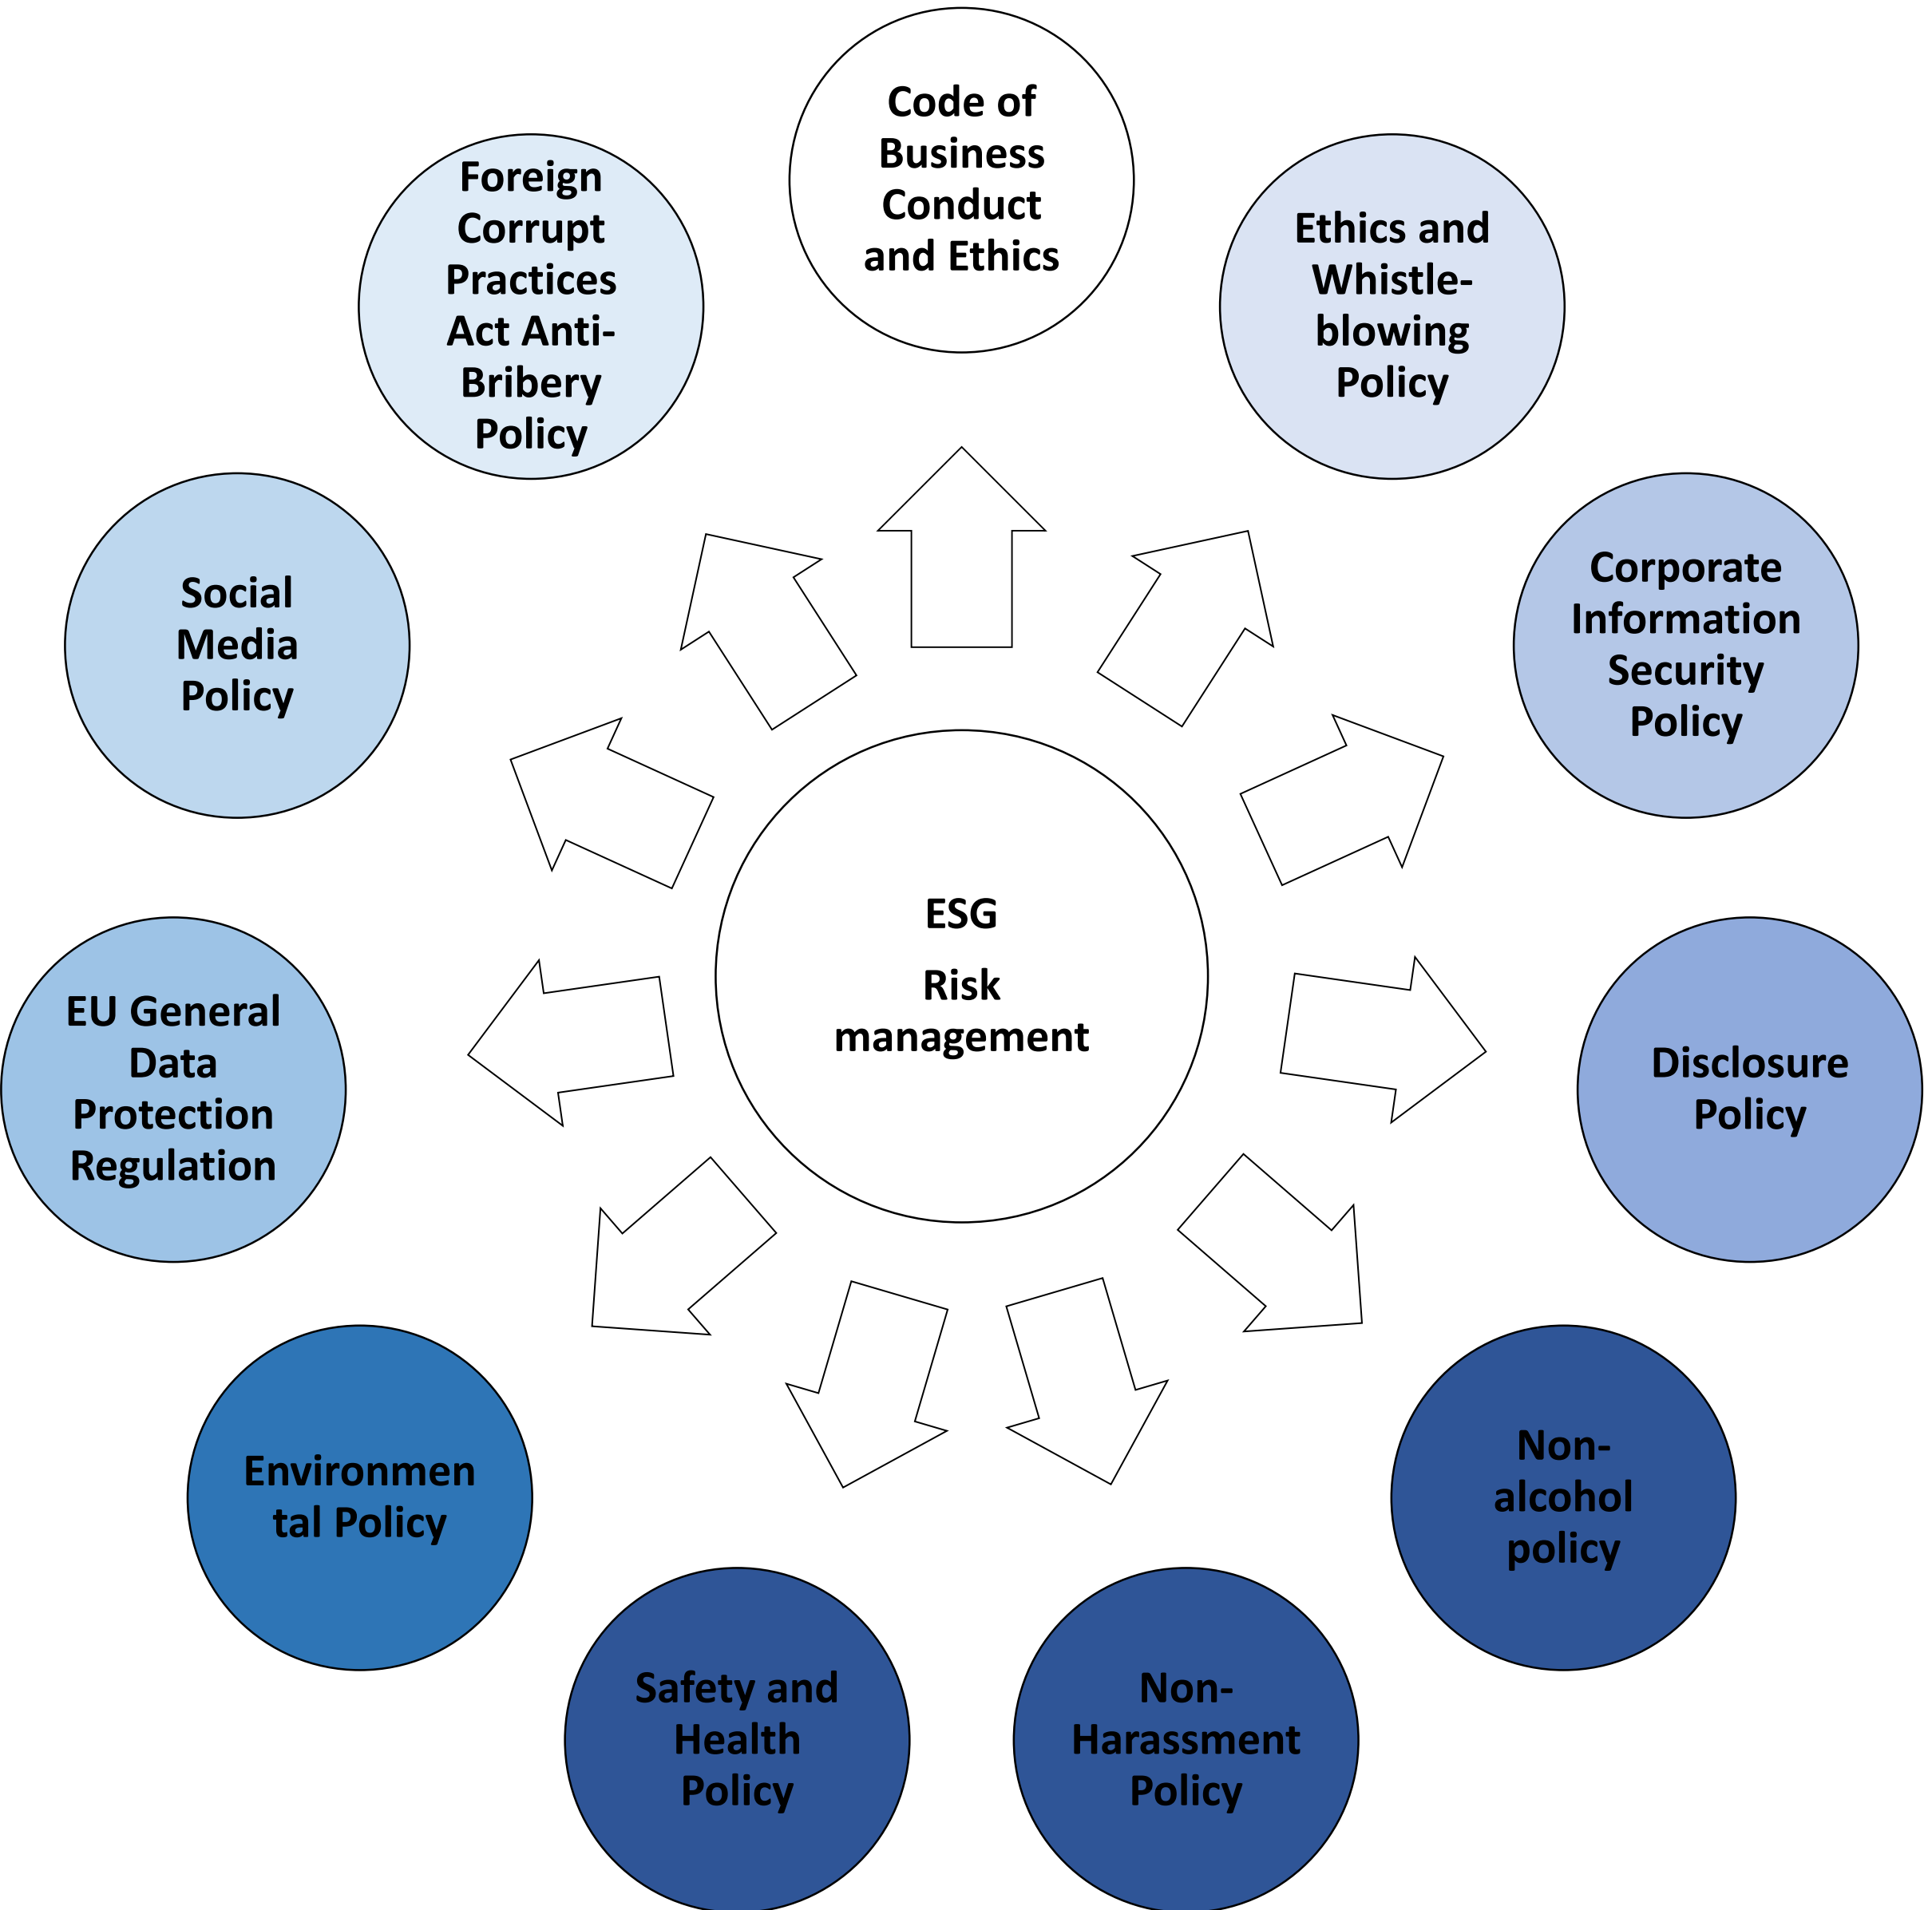 Code of
Business
Conduct
and Ethics
Ethics and
Whistle-
blowing
Policy
Corporate
Information
Security
Policy
Disclosure
Policy
Non-
alcohol
policy
Non-
Harassment
Policy
Safety and
Health
Policy
Environmen
tal Policy
EU General
Data
Protection
Regulation
Social
Media
Policy
Foreign
Corrupt
Practices
Act Anti-
Bribery
Policy
ESG
Risk
management